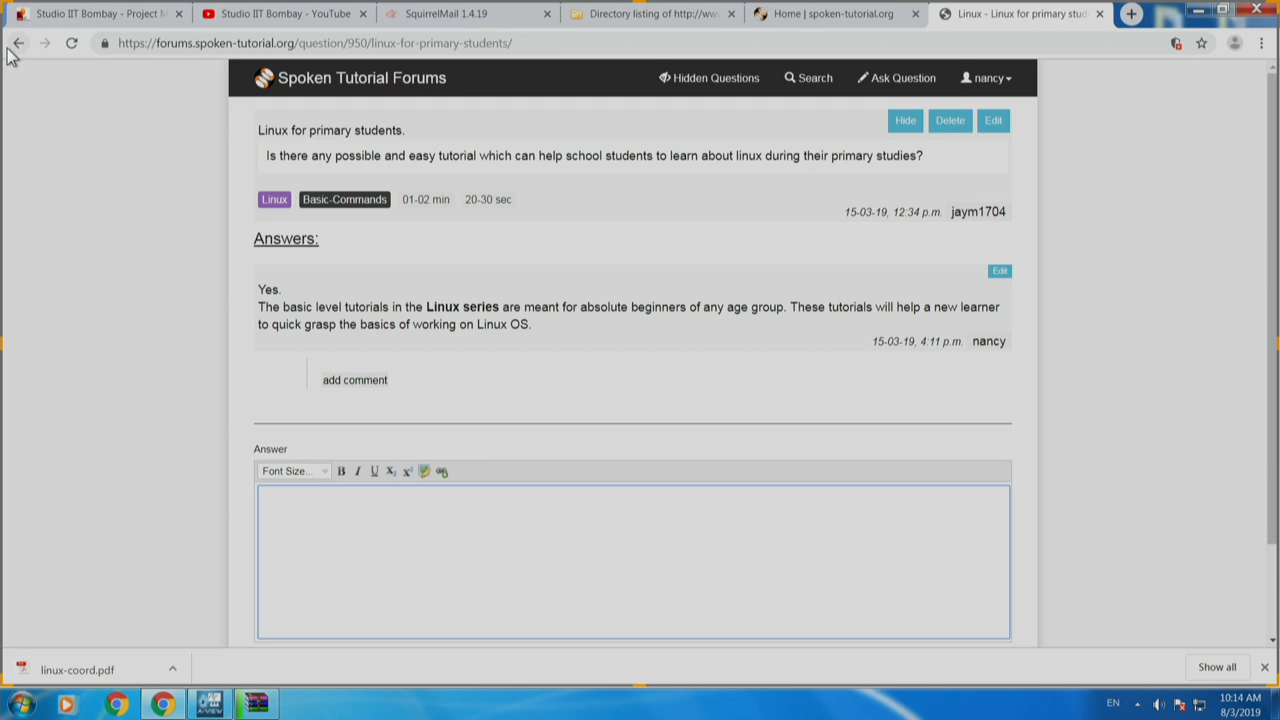 Studio IIT Bombay - Project M
Studio IIT Bombay - YouTube
SquirrelMail 1.4.19
Directory listing of http://ww
Home | spoken-tutorial.org
Linux - Linux for primary stud
https://forums.spoken-tutorial.org/question/950/linux-for-primary-students/
Spoken Tutorial Forums
Hidden Questions
Search
Ask Question
nancy
Hide
Delete
Edit
Linux for primary students.
Is there any possible and easy tutorial which can help school students to learn about linux during their primary studies?
Linux
Basic-Commands
01-02 min
20-30 sec
15-03-19, 12:34 p.m. jaym1704
Answers:
Edit
Yes.
The basic level tutorials in the Linux series are meant for absolute beginners of any age group. These tutorials will help a new learner
to quick grasp the basics of working on Linux OS.
15-03-19, 4:11 p.m. nancy
add comment
Answer
Font Size...
B I U X₂ X²
linux-coord.pdf
Show all
A-VIEW
EN
10:14 AM
8/3/2019